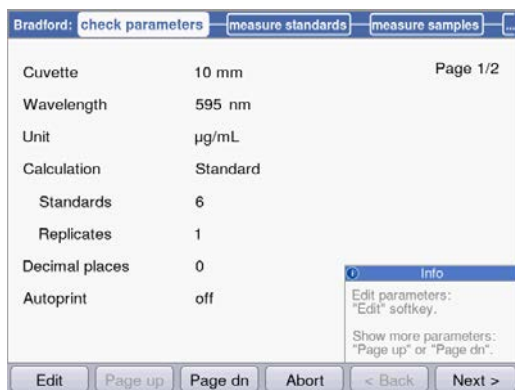 Bradford: check parameters measure standards measure samples ...
Cuvette 10 mm Page 1/2
Wavelength 595 nm
Unit µg/mL
Calculation Standard
Standards 6
Replicates 1
Decimal places 0
Autoprint off
Info
Edit parameters:
"Edit" softkey.
Show more parameters:
"Page up" or "Page dn".
Edit Page up Page dn Abort < Back Next >